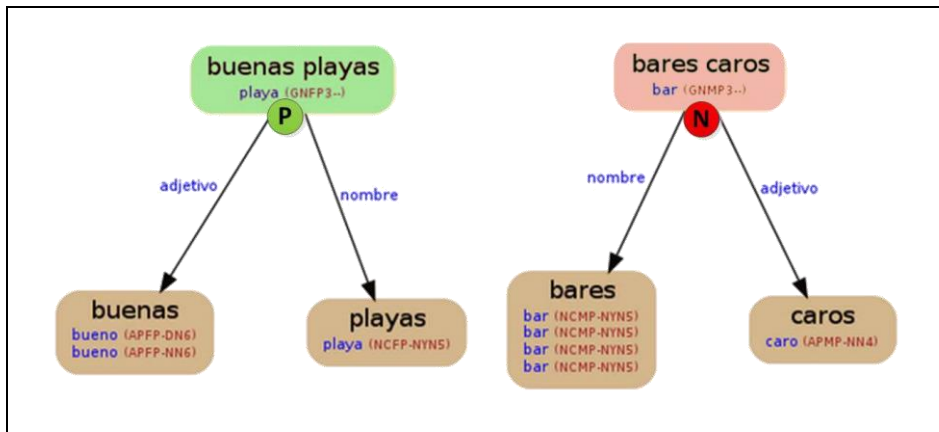 buenas playas
playa (GNFP3--)
P
adjetivo
nombre
buenas
bueno (APFP-DN6)
bueno (APFP-NN6)
playas
playa (NCFP-NYN5)
bares caros
bar (GNMP3--)
N
nombre
adjetivo
bares
bar (NCMP-NYN5)
bar (NCMP-NYN5)
bar (NCMP-NYN5)
bar (NCMP-NYN5)
caros
caro (APMP-NN4)